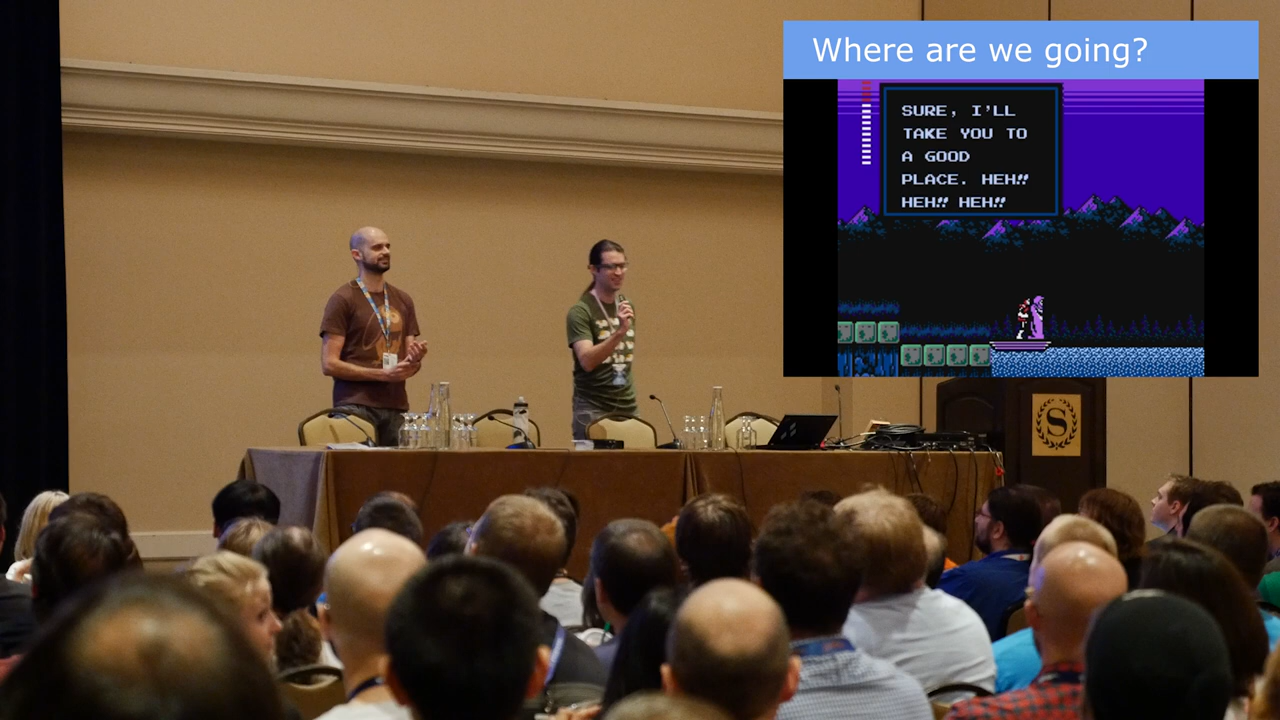 Where are we going?
SURE, I'LL
TAKE YOU TO
A GOOD
PLACE. HEH!!
HEH!! HEH!!
S